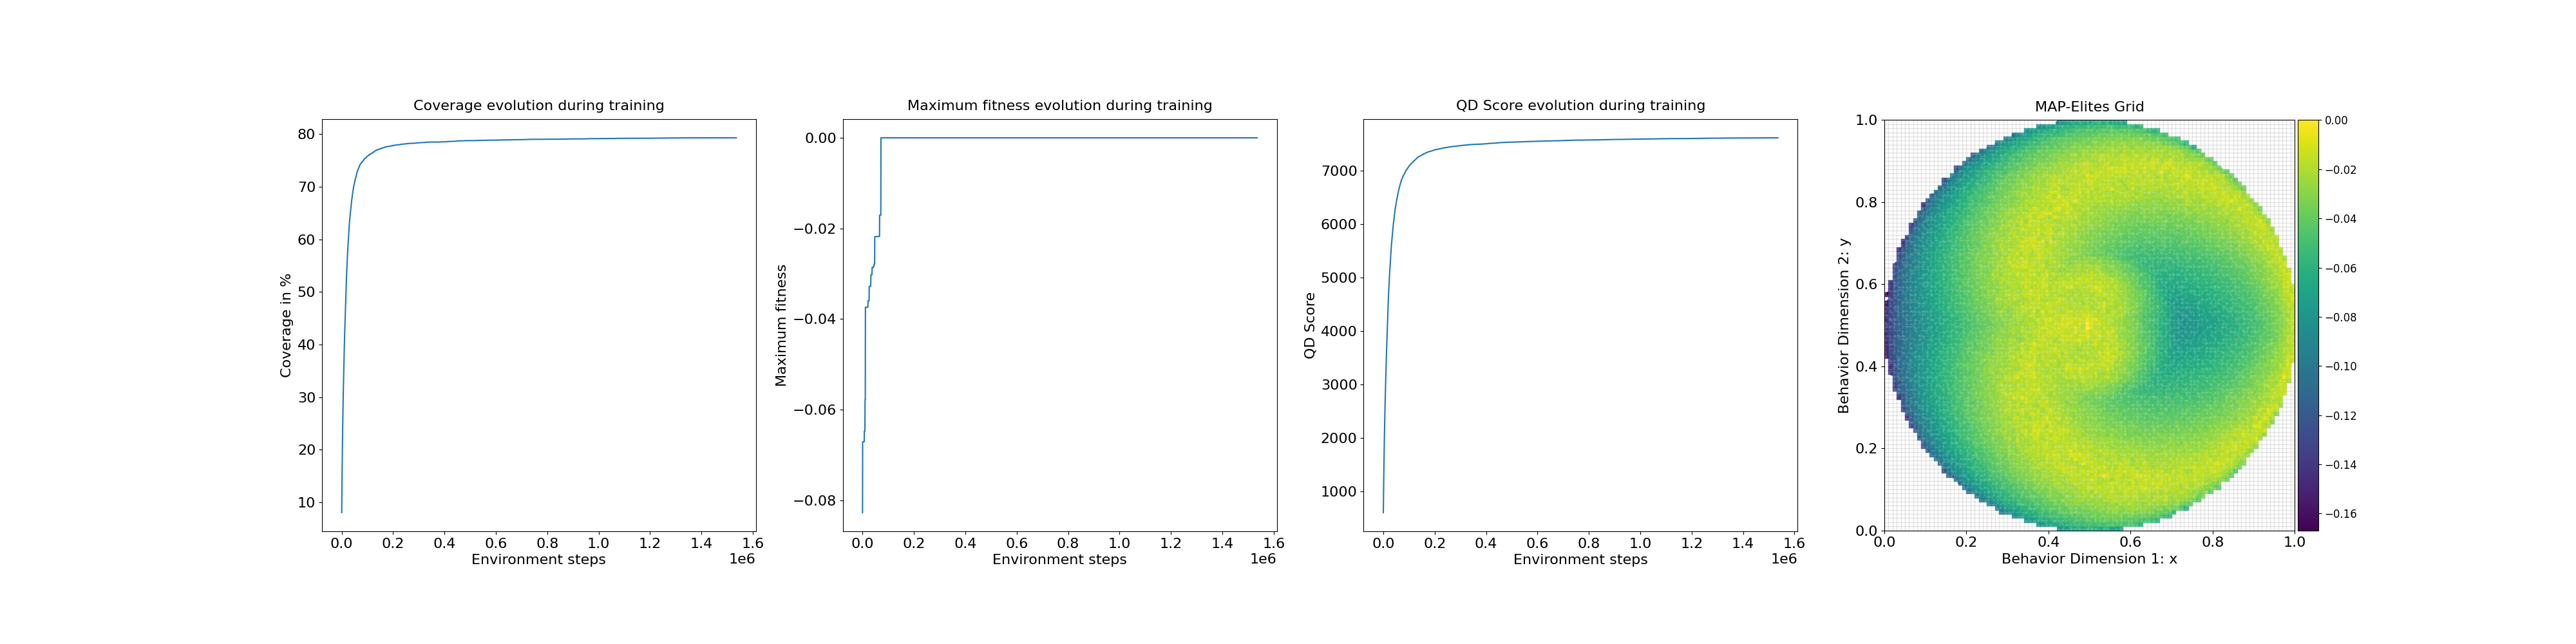 Coverage evolution during training
80
70
60
50
40
30
20
10
Coverage in %
0.0 0.2 0.4 0.6 0.8 1.0 1.2 1.4 1.6
1e6
Environment steps
Maximum fitness evolution during training
0.00
−0.02
−0.04
−0.06
−0.08
Maximum fitness
0.0 0.2 0.4 0.6 0.8 1.0 1.2 1.4 1.6
1e6
Environment steps
QD Score evolution during training
7000
6000
5000
4000
3000
2000
1000
QD Score
0.0 0.2 0.4 0.6 0.8 1.0 1.2 1.4 1.6
1e6
Environment steps
MAP-Elites Grid
1.0
0.8
0.6
0.4
0.2
0.0
Behavior Dimension 2: y
0.0 0.2 0.4 0.6 0.8 1.0
Behavior Dimension 1: x
0.00
−0.02
−0.04
−0.06
−0.08
−0.10
−0.12
−0.14
−0.16